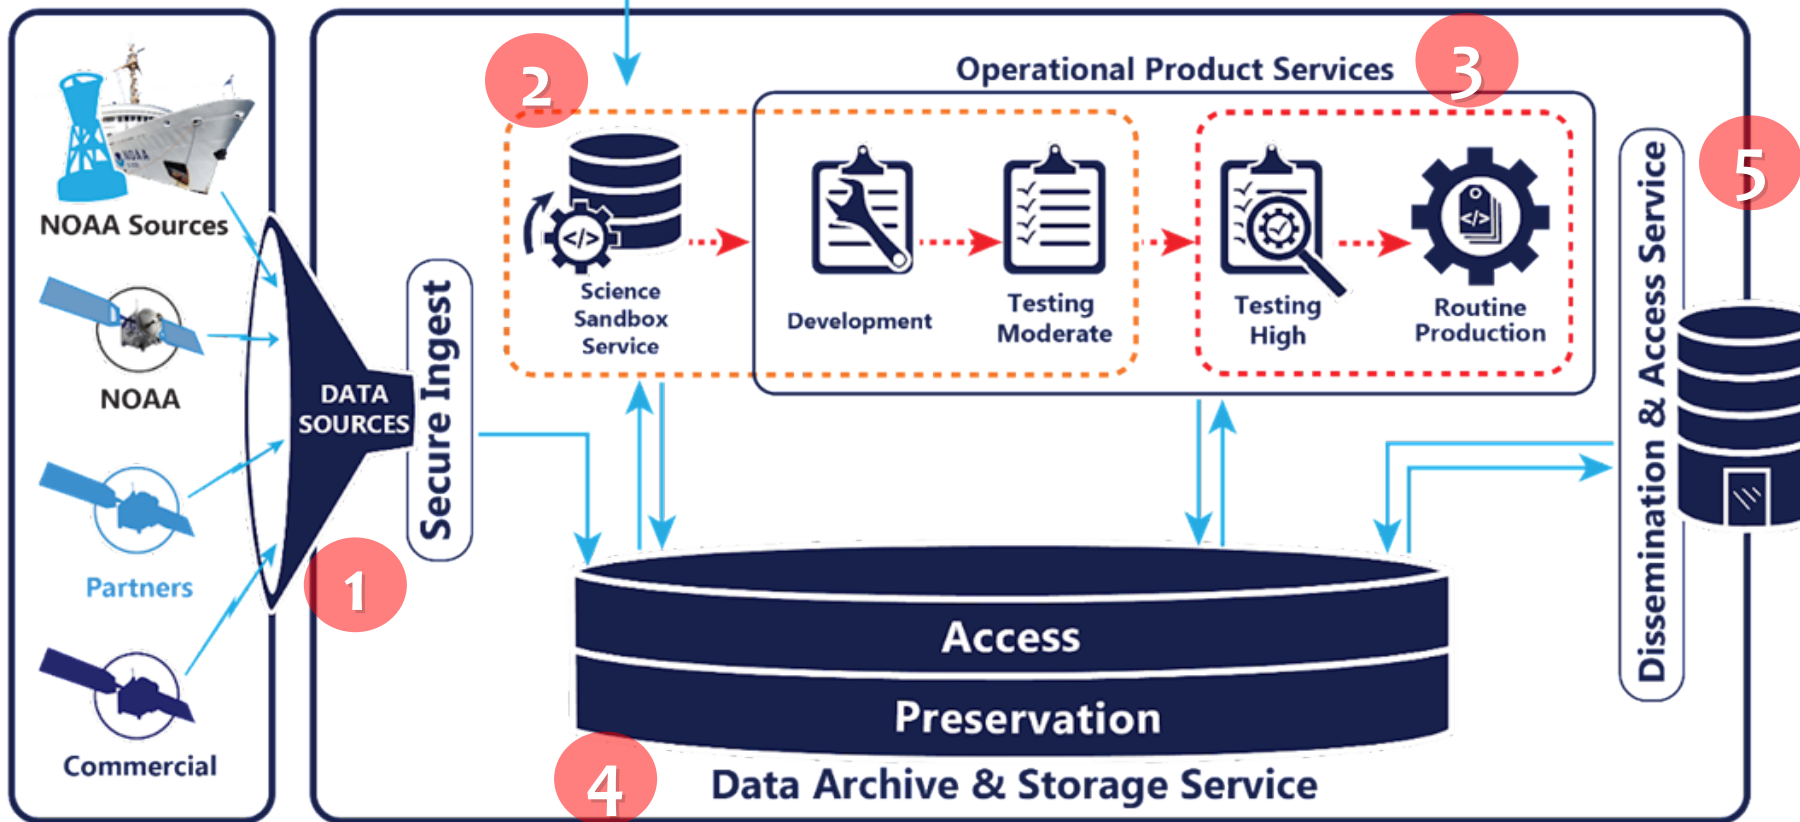 NOAA Sources
NOAA
NOAA
Partners
Commercial
DATA
SOURCES
1
Secure Ingest
2
Science
Sandbox
Service
</>
Operational Product Services
3
Development
Testing
Moderate
Testing
High
</>
Routine
Production
Access
Preservation
4
Data Archive & Storage Service
Dissemination & Access Service
5